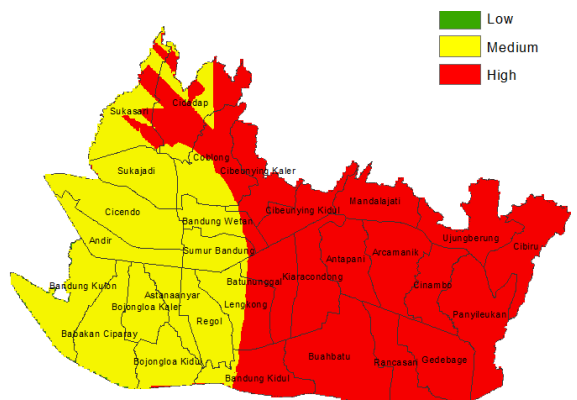 Low
Medium
High
Cidedap
Sukasari
Coblong
Sukajadi
Cibeunying Kaler
Mandalajati
Cicendo
Cibeunying Kidul
Bandung Wetan
Andir
Ujungberung
Cibiru
Sumur Bandung
Arcamanik
Antapani
Bandung Kulon
Batununggal
Kiaracondong
Cinambo
Astanaanyar
Bojongloa Kaler
Lengkong
Panyileukan
Regol
Babakan Ciparay
Buahbatu
Bojongloa Kidul
Rancasari
Gedebage
Bandung Kidul